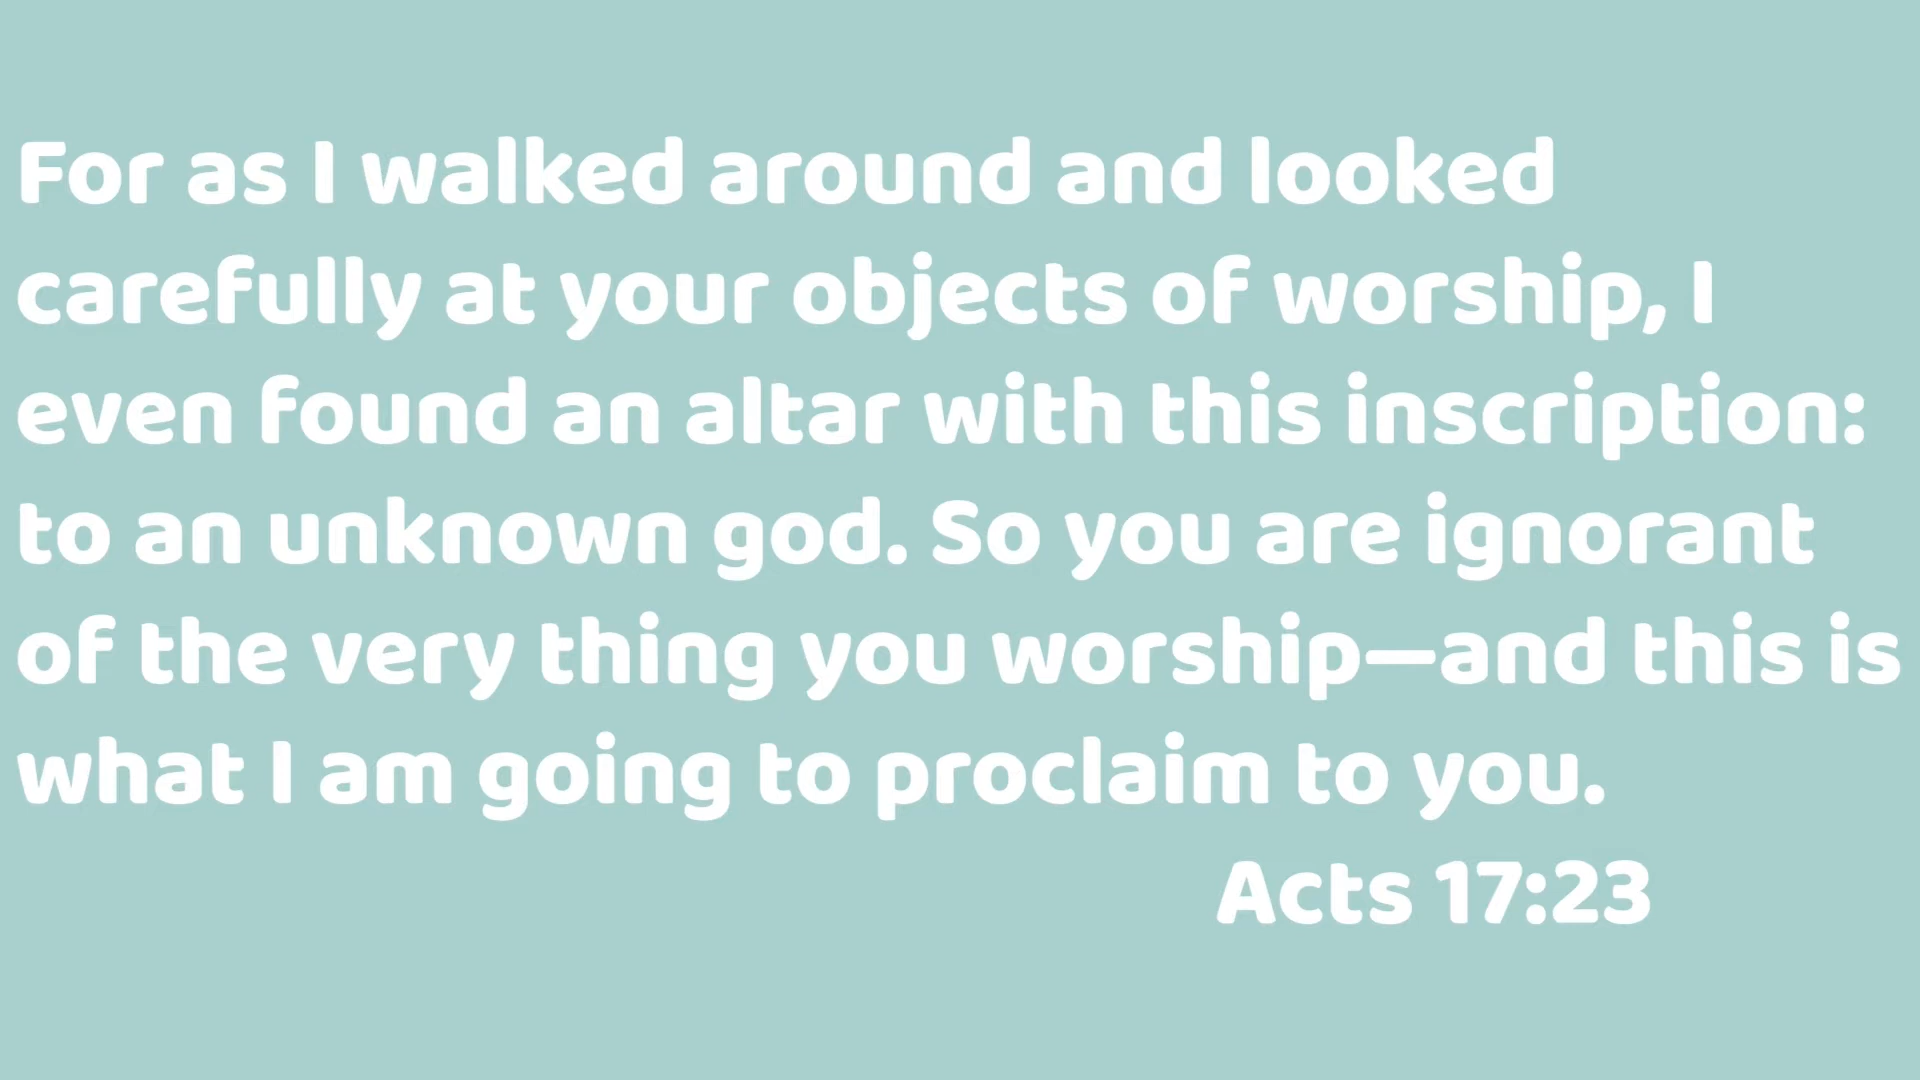 For as I walked around and looked
carefully at your objects of worship, I
even found an altar with this inscription:
to an unknown god. So you are ignorant
of the very thing you worship—and this is
what I am going to proclaim to you.
Acts 17:23